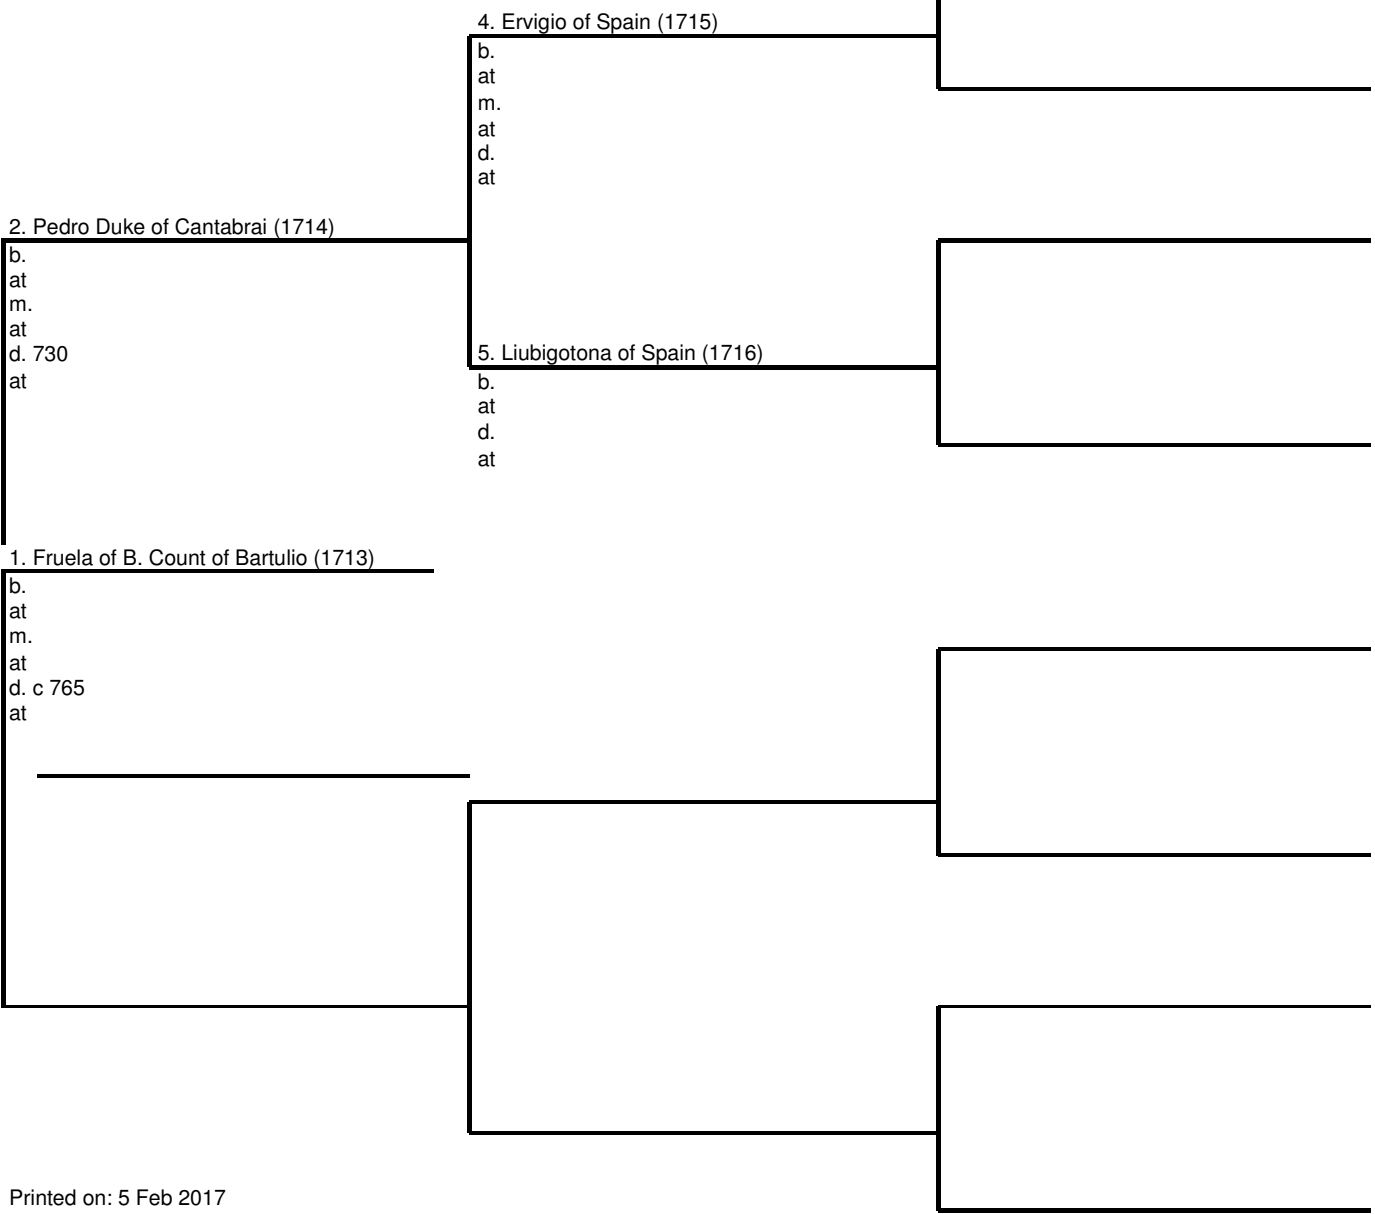 4. Ervigio of Spain (1715)
b.
at
m.
at
d.
at
2. Pedro Duke of Cantabrai (1714)
b.
at
m.
at
d. 730
at
5. Liubigotona of Spain (1716)
b.
at
d.
at
1. Fruela of B. Count of Bartulio (1713)
b.
at
m.
at
d. c 765
at
Printed on: 5 Feb 2017